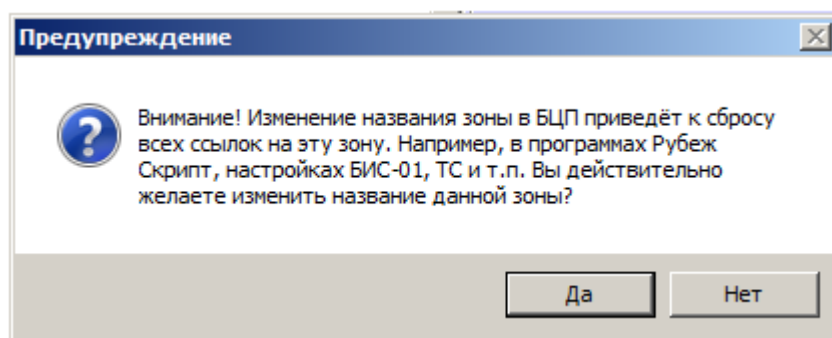 Предупреждение
Внимание! Изменение названия зоны в БЦП приведёт к сбросу
всех ссылок на эту зону. Например, в программах Рубеж
Скрипт, настройках БИС-01, ТС и т.п. Вы действительно
желаете изменить название данной зоны?
Да
Нет